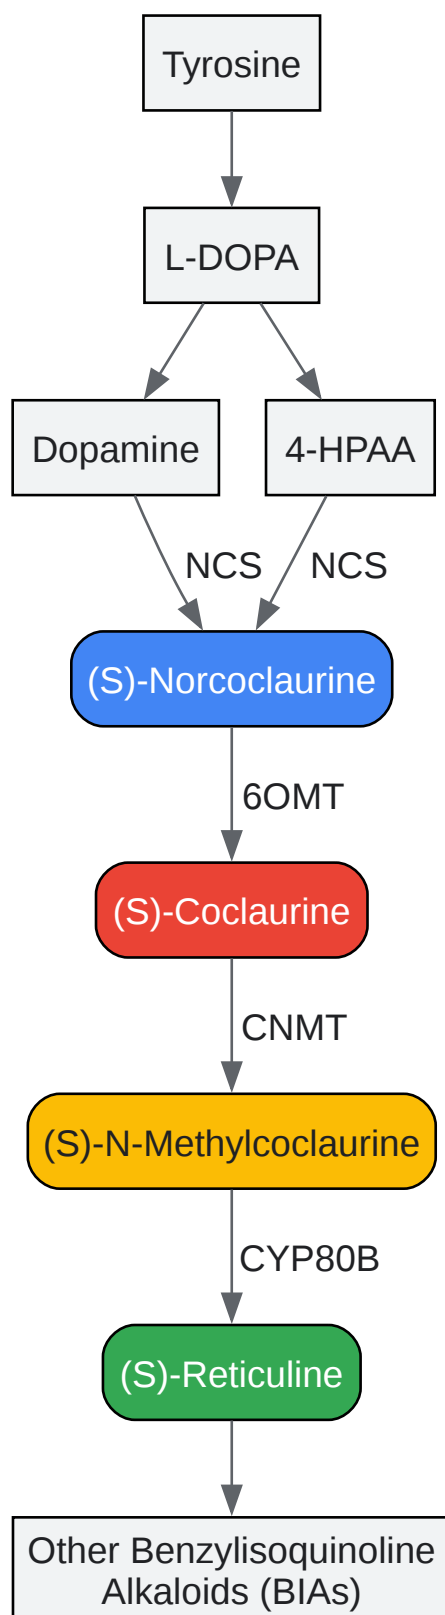 Tyrosine
L-DOPA
Dopamine
4-HPAA
NCS
NCS
(S)-Norcoclaurine
6OMT
(S)-Coclaurine
CNMT
(S)-N-Methylcoclaurine
CYP80B
(S)-Reticuline
Other Benzylisoquinoline
Alkaloids (BIAs)